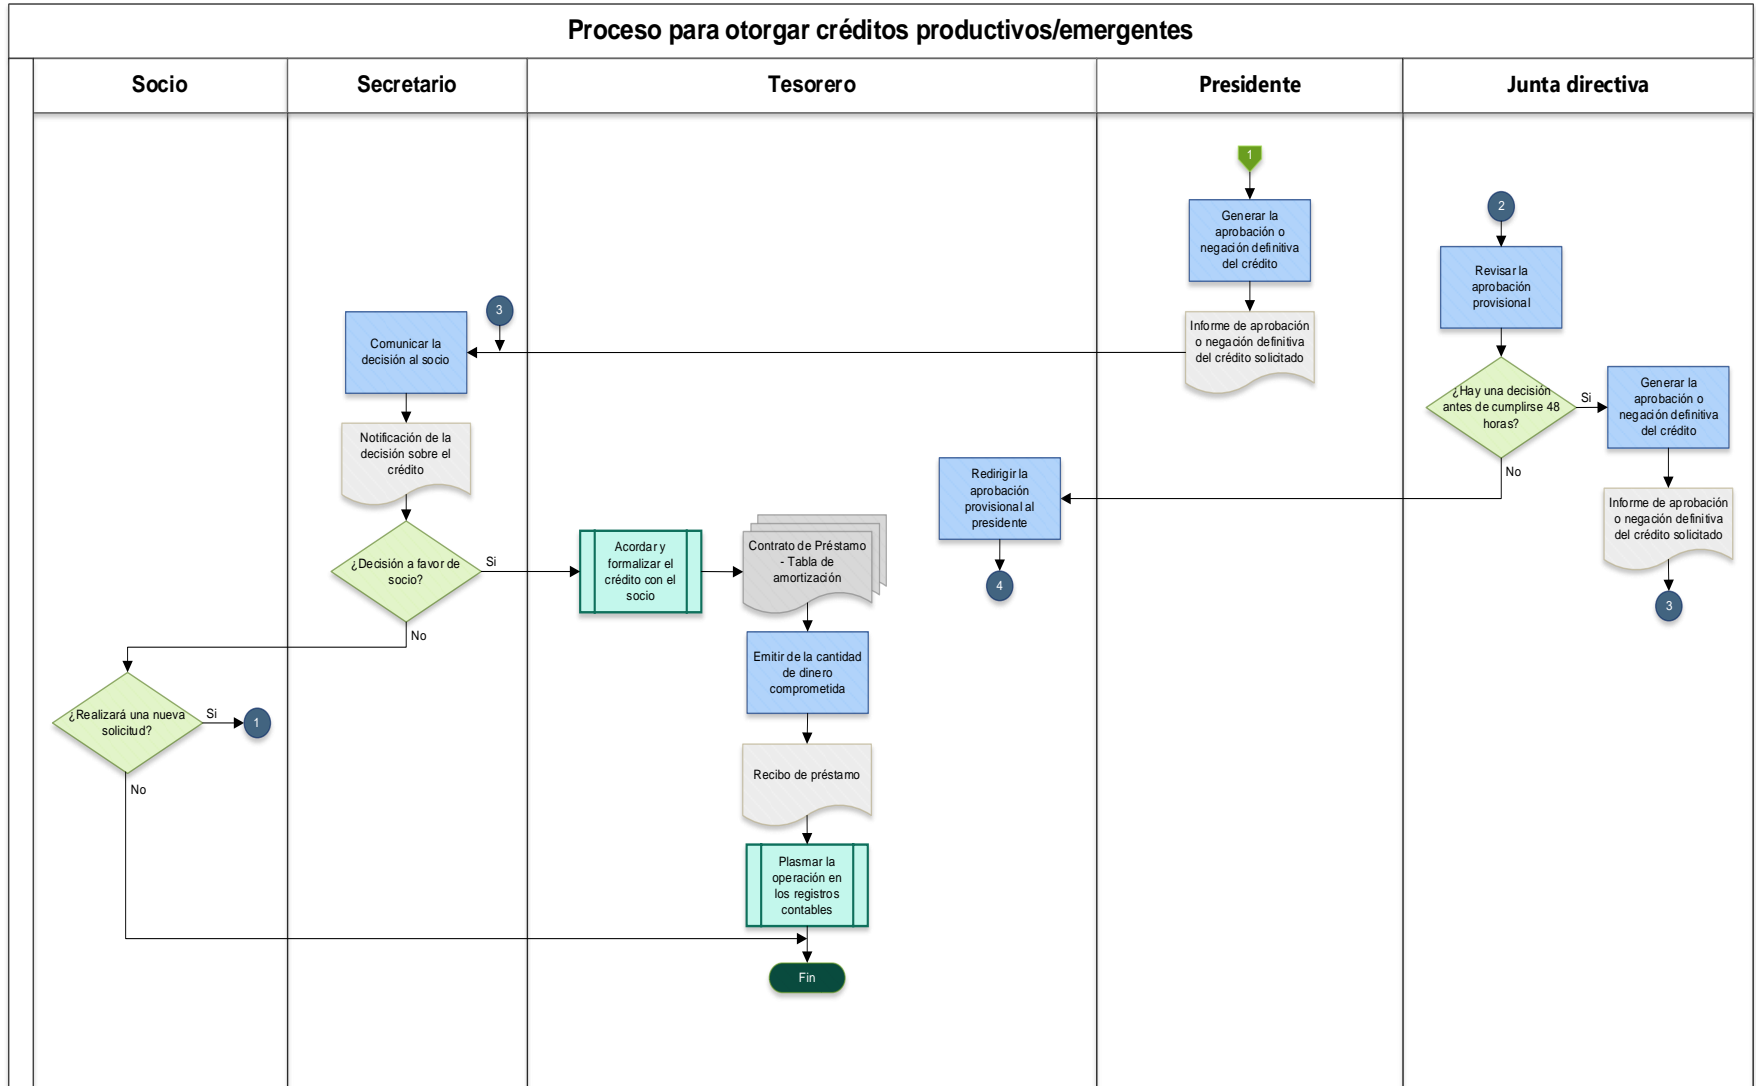 Proceso para otorgar créditos productivos/emergentes
Socio
Secretario
Tesorero
Presidente
Junta directiva
1
Generar la
aprobación o
negación definitiva
del crédito
Informe de aprobación
o negación definitiva
del crédito solicitado
2
Revisar la
aprobación
provisional
¿Hay una decisión
antes de cumplirse 48
horas?
Si
No
Generar la
aprobación o
negación definitiva
del crédito
Informe de aprobación
o negación definitiva
del crédito solicitado
3
3
Comunicar la
decisión al socio
Notificación de la
decisión sobre el
crédito
¿Decisión a favor de
socio?
Si
No
Redirigir la
aprobación
provisional al
presidente
4
Acordar y
formalizar el
crédito con el
socio
Contrato de Préstamo
- Tabla de
amortización
Emitir de la cantidad
de dinero
comprometida
Recibo de préstamo
Plasmar la
operación en
los registros
contables
Fin
¿Realizará una nueva
solicitud?
Si
1
No